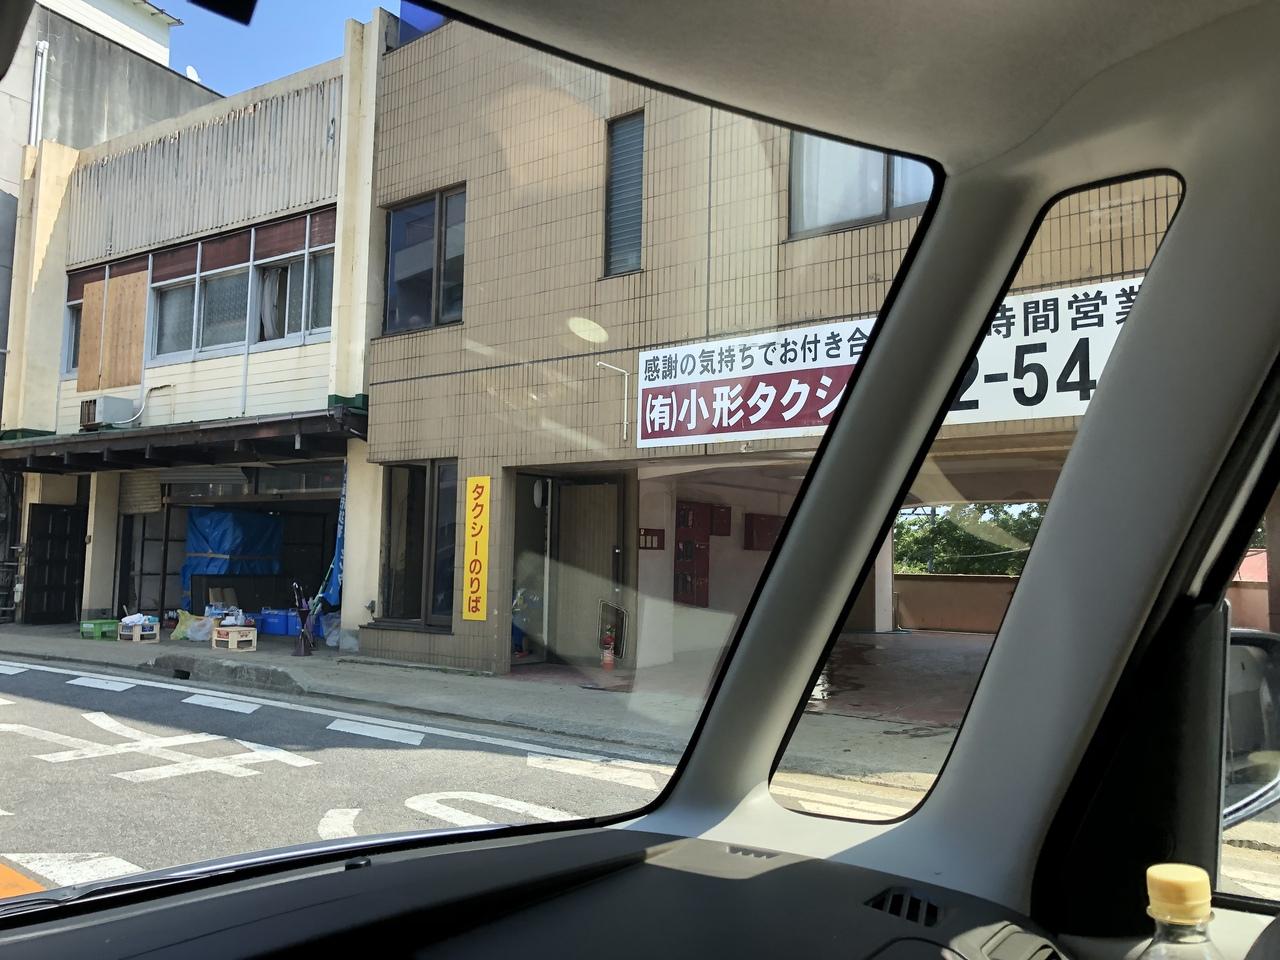 感謝の気持ちでお付き合
時間営業
(有)小形タクシ
2-54
タクシーのりば